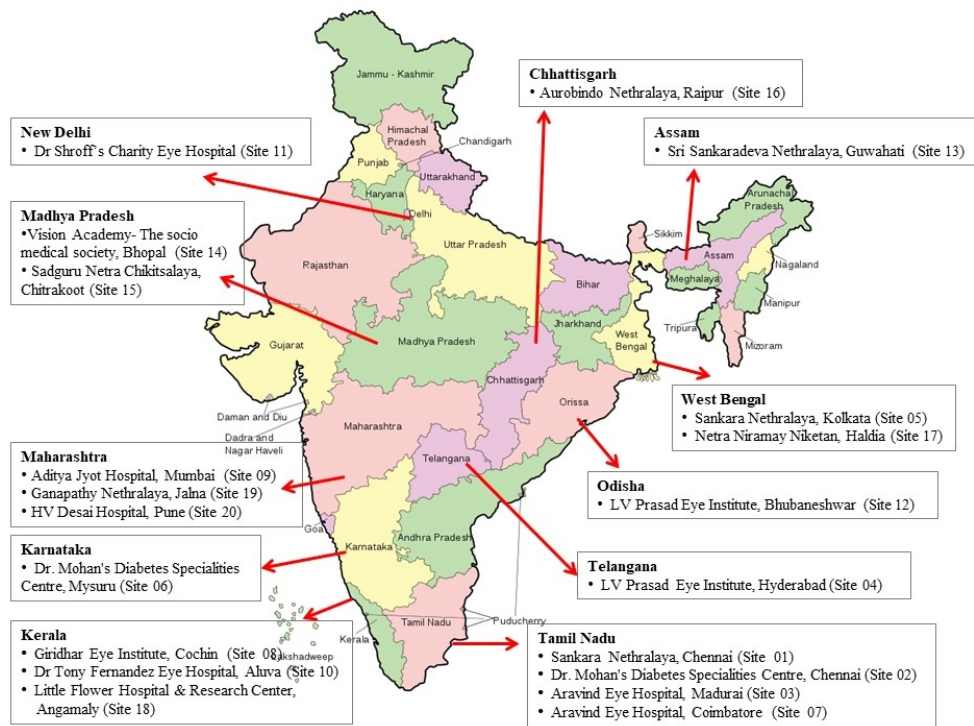 Chhattisgarh
• Aurobindo Nethralaya, Raipur (Site 16)
New Delhi
• Dr Shroff's Charity Eye Hospital (Site 11)
Assam
• Sri Sankaradeva Nethralaya, Guwahati (Site 13)
Madhya Pradesh
•Vision Academy- The socio
medical society, Bhopal (Site 14)
• Sadguru Netra Chikitsalaya,
Chitrakoot (Site 15)
Jammu - Kashmir
Himachal
Pradesh
Chandigarh
Punjab
Uttarakhand
Haryana
Delhi
Uttar Pradesh
Rajasthan
Bihar
Sikkim
Arunachal
Pradesh
Assam
Nagaland
Meghalaya
Manipur
Tripura
Mizoram
Jharkhand
West
Bengal
Gujarat
Madhya Pradesh
Chhattisgarh
Orissa
Daman and Diu
Dadra and
Nagar Haveli
Maharashtra
Telangana
Goa
Karnataka
Andhra Pradesh
Tamil Nadu
Puducherry
Kerala
Lakshadweep
West Bengal
• Sankara Nethralaya, Kolkata (Site 05)
• Netra Niramay Niketan, Haldia (Site 17)
Maharashtra
• Aditya Jyot Hospital, Mumbai (Site 09)
• Ganapathy Nethralaya, Jalna (Site 19)
• HV Desai Hospital, Pune (Site 20)
Odisha
• LV Prasad Eye Institute, Bhubaneshwar (Site 12)
Karnataka
• Dr. Mohan's Diabetes Specialities
Centre, Mysuru (Site 06)
Telangana
• LV Prasad Eye Institute, Hyderabad (Site 04)
Kerala
• Giridhar Eye Institute, Cochin (Site 08)
• Dr Tony Fernandez Eye Hospital, Aluva (Site 10)
• Little Flower Hospital & Research Center,
Angamaly (Site 18)
Tamil Nadu
• Sankara Nethralaya, Chennai (Site 01)
• Dr. Mohan's Diabetes Specialities Centre, Chennai (Site 02)
• Aravind Eye Hospital, Madurai (Site 03)
• Aravind Eye Hospital, Coimbatore (Site 07)